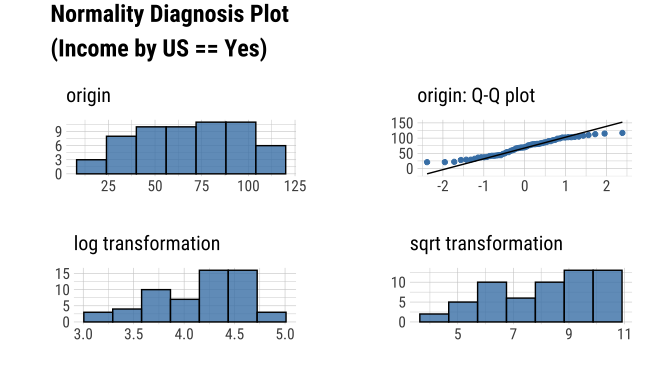 Normality Diagnosis Plot
(Income by US == Yes)
origin
9
6
3
0
25 50 75 100 125
origin: Q-Q plot
150
100
50
0
-2 -1 0 1 2
log transformation
15
10
5
0
3.0 3.5 4.0 4.5 5.0
sqrt transformation
10
5
0
5 7 9 11